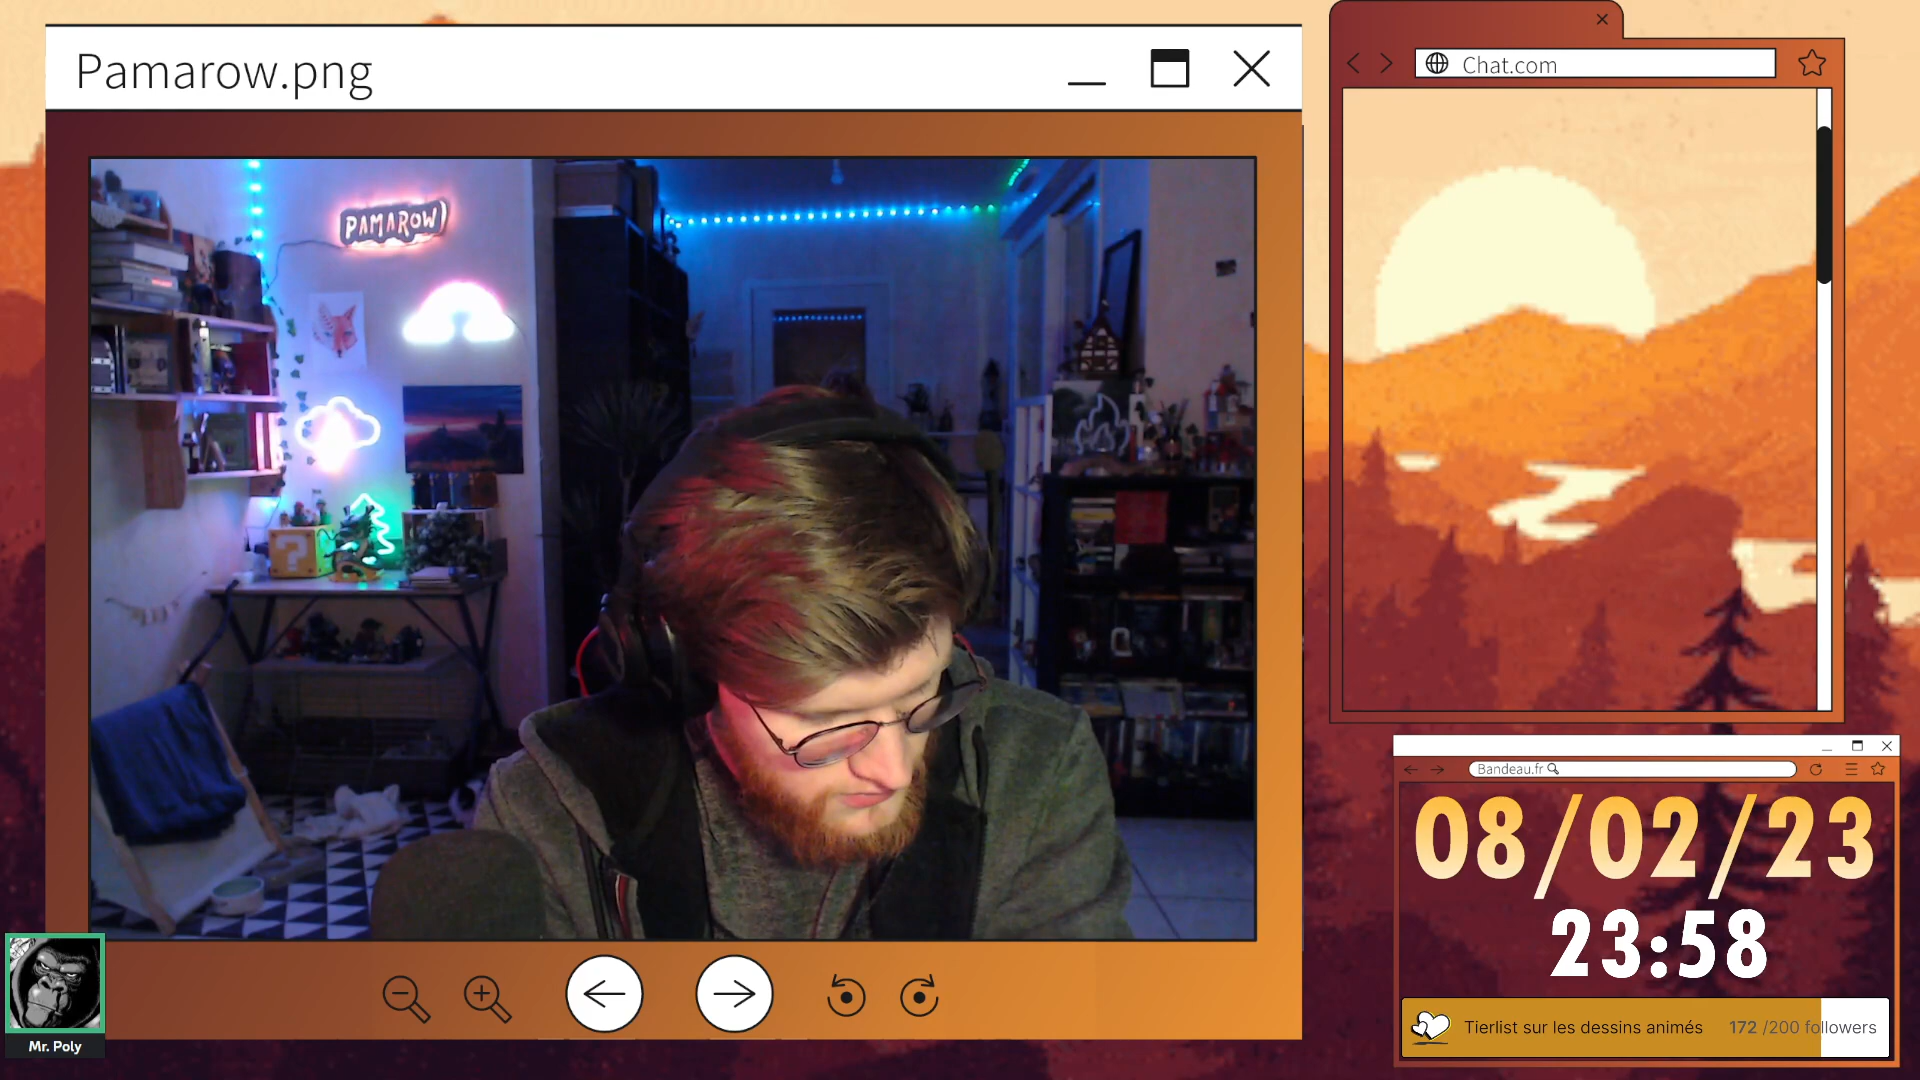 Pamarow.png
PAMAROW
Chat.com
Bandeau.fr
08/02/23
23:58
Tierlist sur les dessins animés 172 /200 followers
Mr. Poly